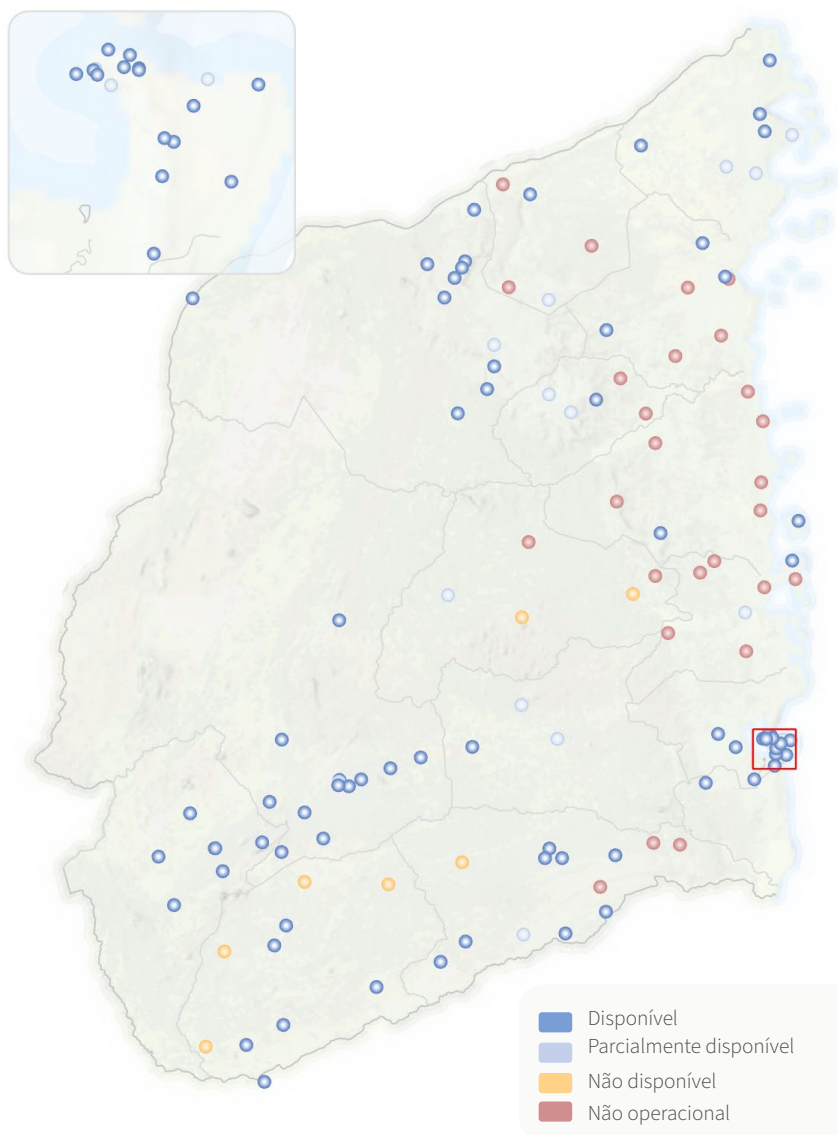 Disponível
Parcialmente disponível
Não disponível
Não operacional